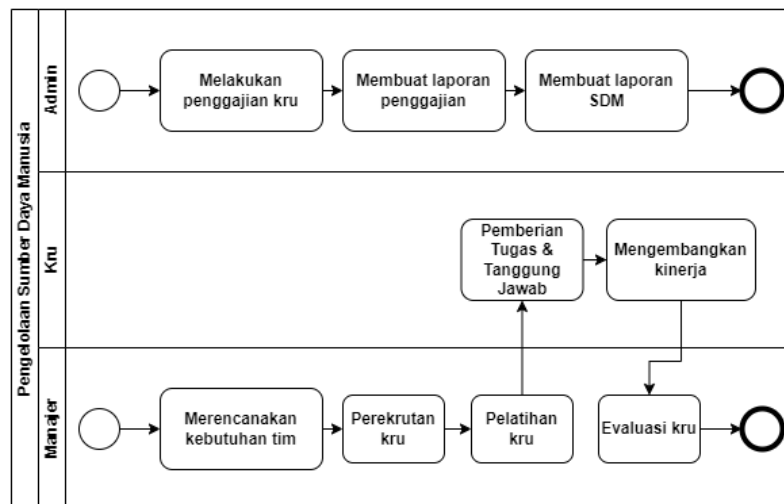 Pengelolaan Sumber Daya Manusia
Admin
Melakukan
penggajian kru
Membuat laporan
penggajian
Membuat laporan
SDM
Kru
Pemberian
Tugas &
Tanggung
Jawab
Mengembangkan
kinerja
Manajer
Merencanakan
kebutuhan tim
Perekrutan
kru
Pelatihan
kru
Evaluasi kru